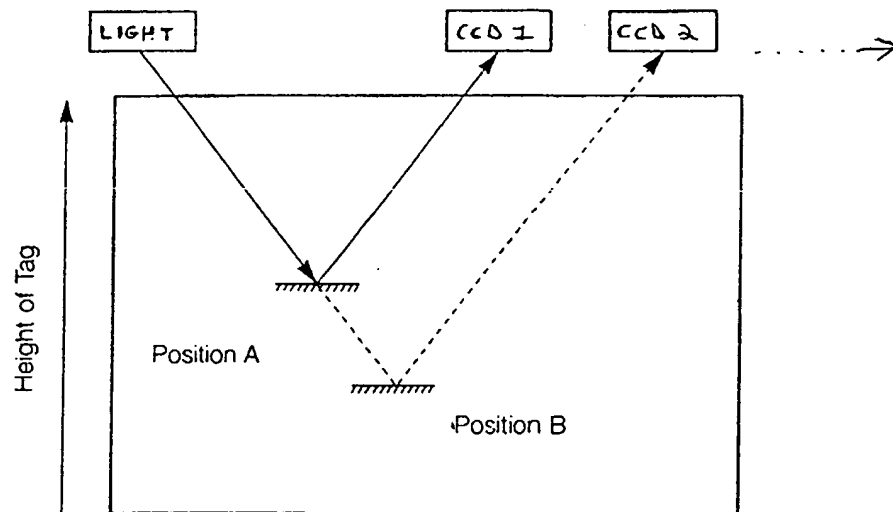 LIGHT
CCD 1
CCD 2
Height of Tag
Position A
Position B